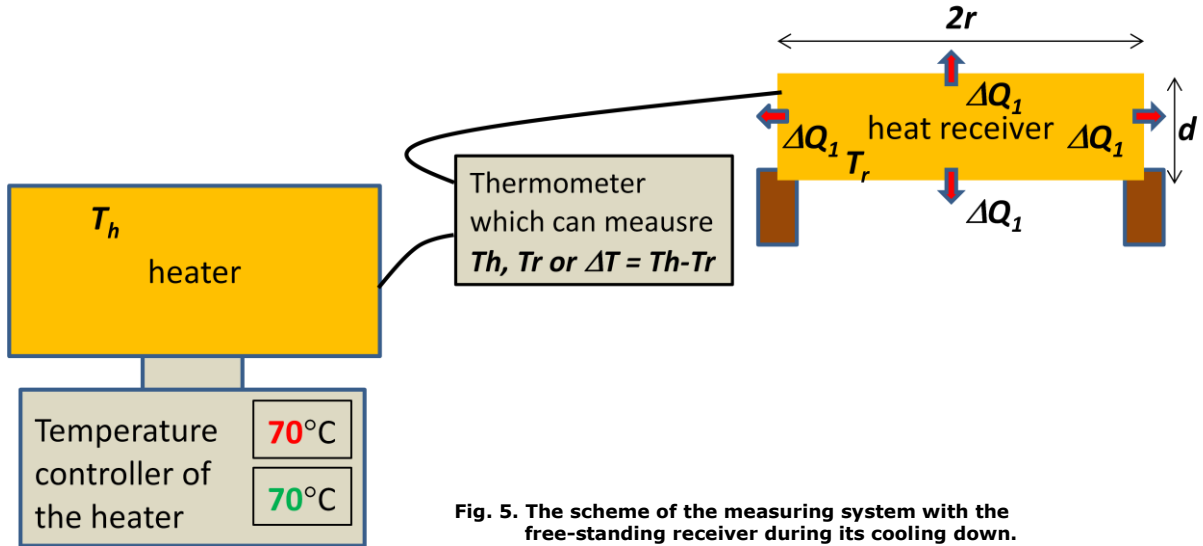 2r
ΔQ₁
heat receiver
d
ΔQ₁
ΔQ₁
Tᵣ
ΔQ₁
Thermometer
which can meausre
Th, Tr or ΔT = Th-Tr
Tₕ
heater
Temperature
controller of
the heater
70°C
70°C
Fig. 5. The scheme of the measuring system with the
free-standing receiver during its cooling down.